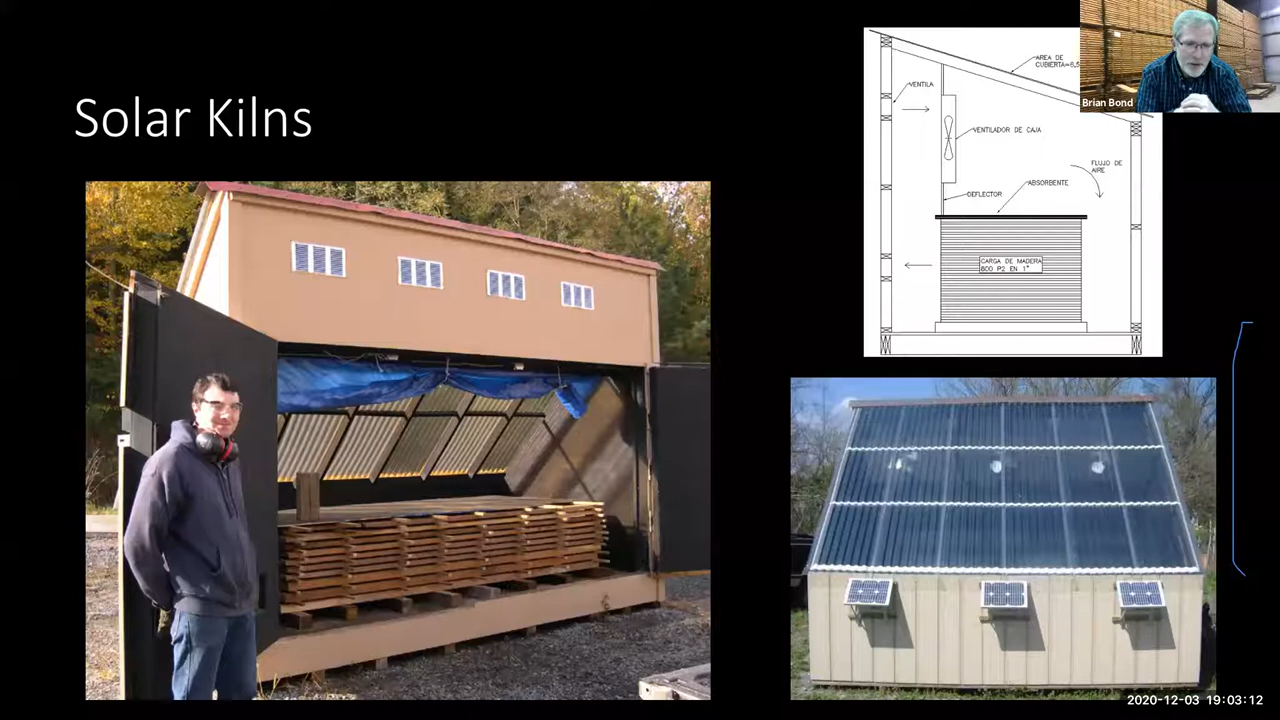 Solar Kilns
AREA DE
CUBIERTA=6.5
VENTILA
VENTILADOR DE CAJA
FLUJO DE
AIRE
ABSORBENTE
DEFLECTOR
CARGA DE MADERA
800 P2 EN 1"
Brian Bond
2020-12-03 19:03:12